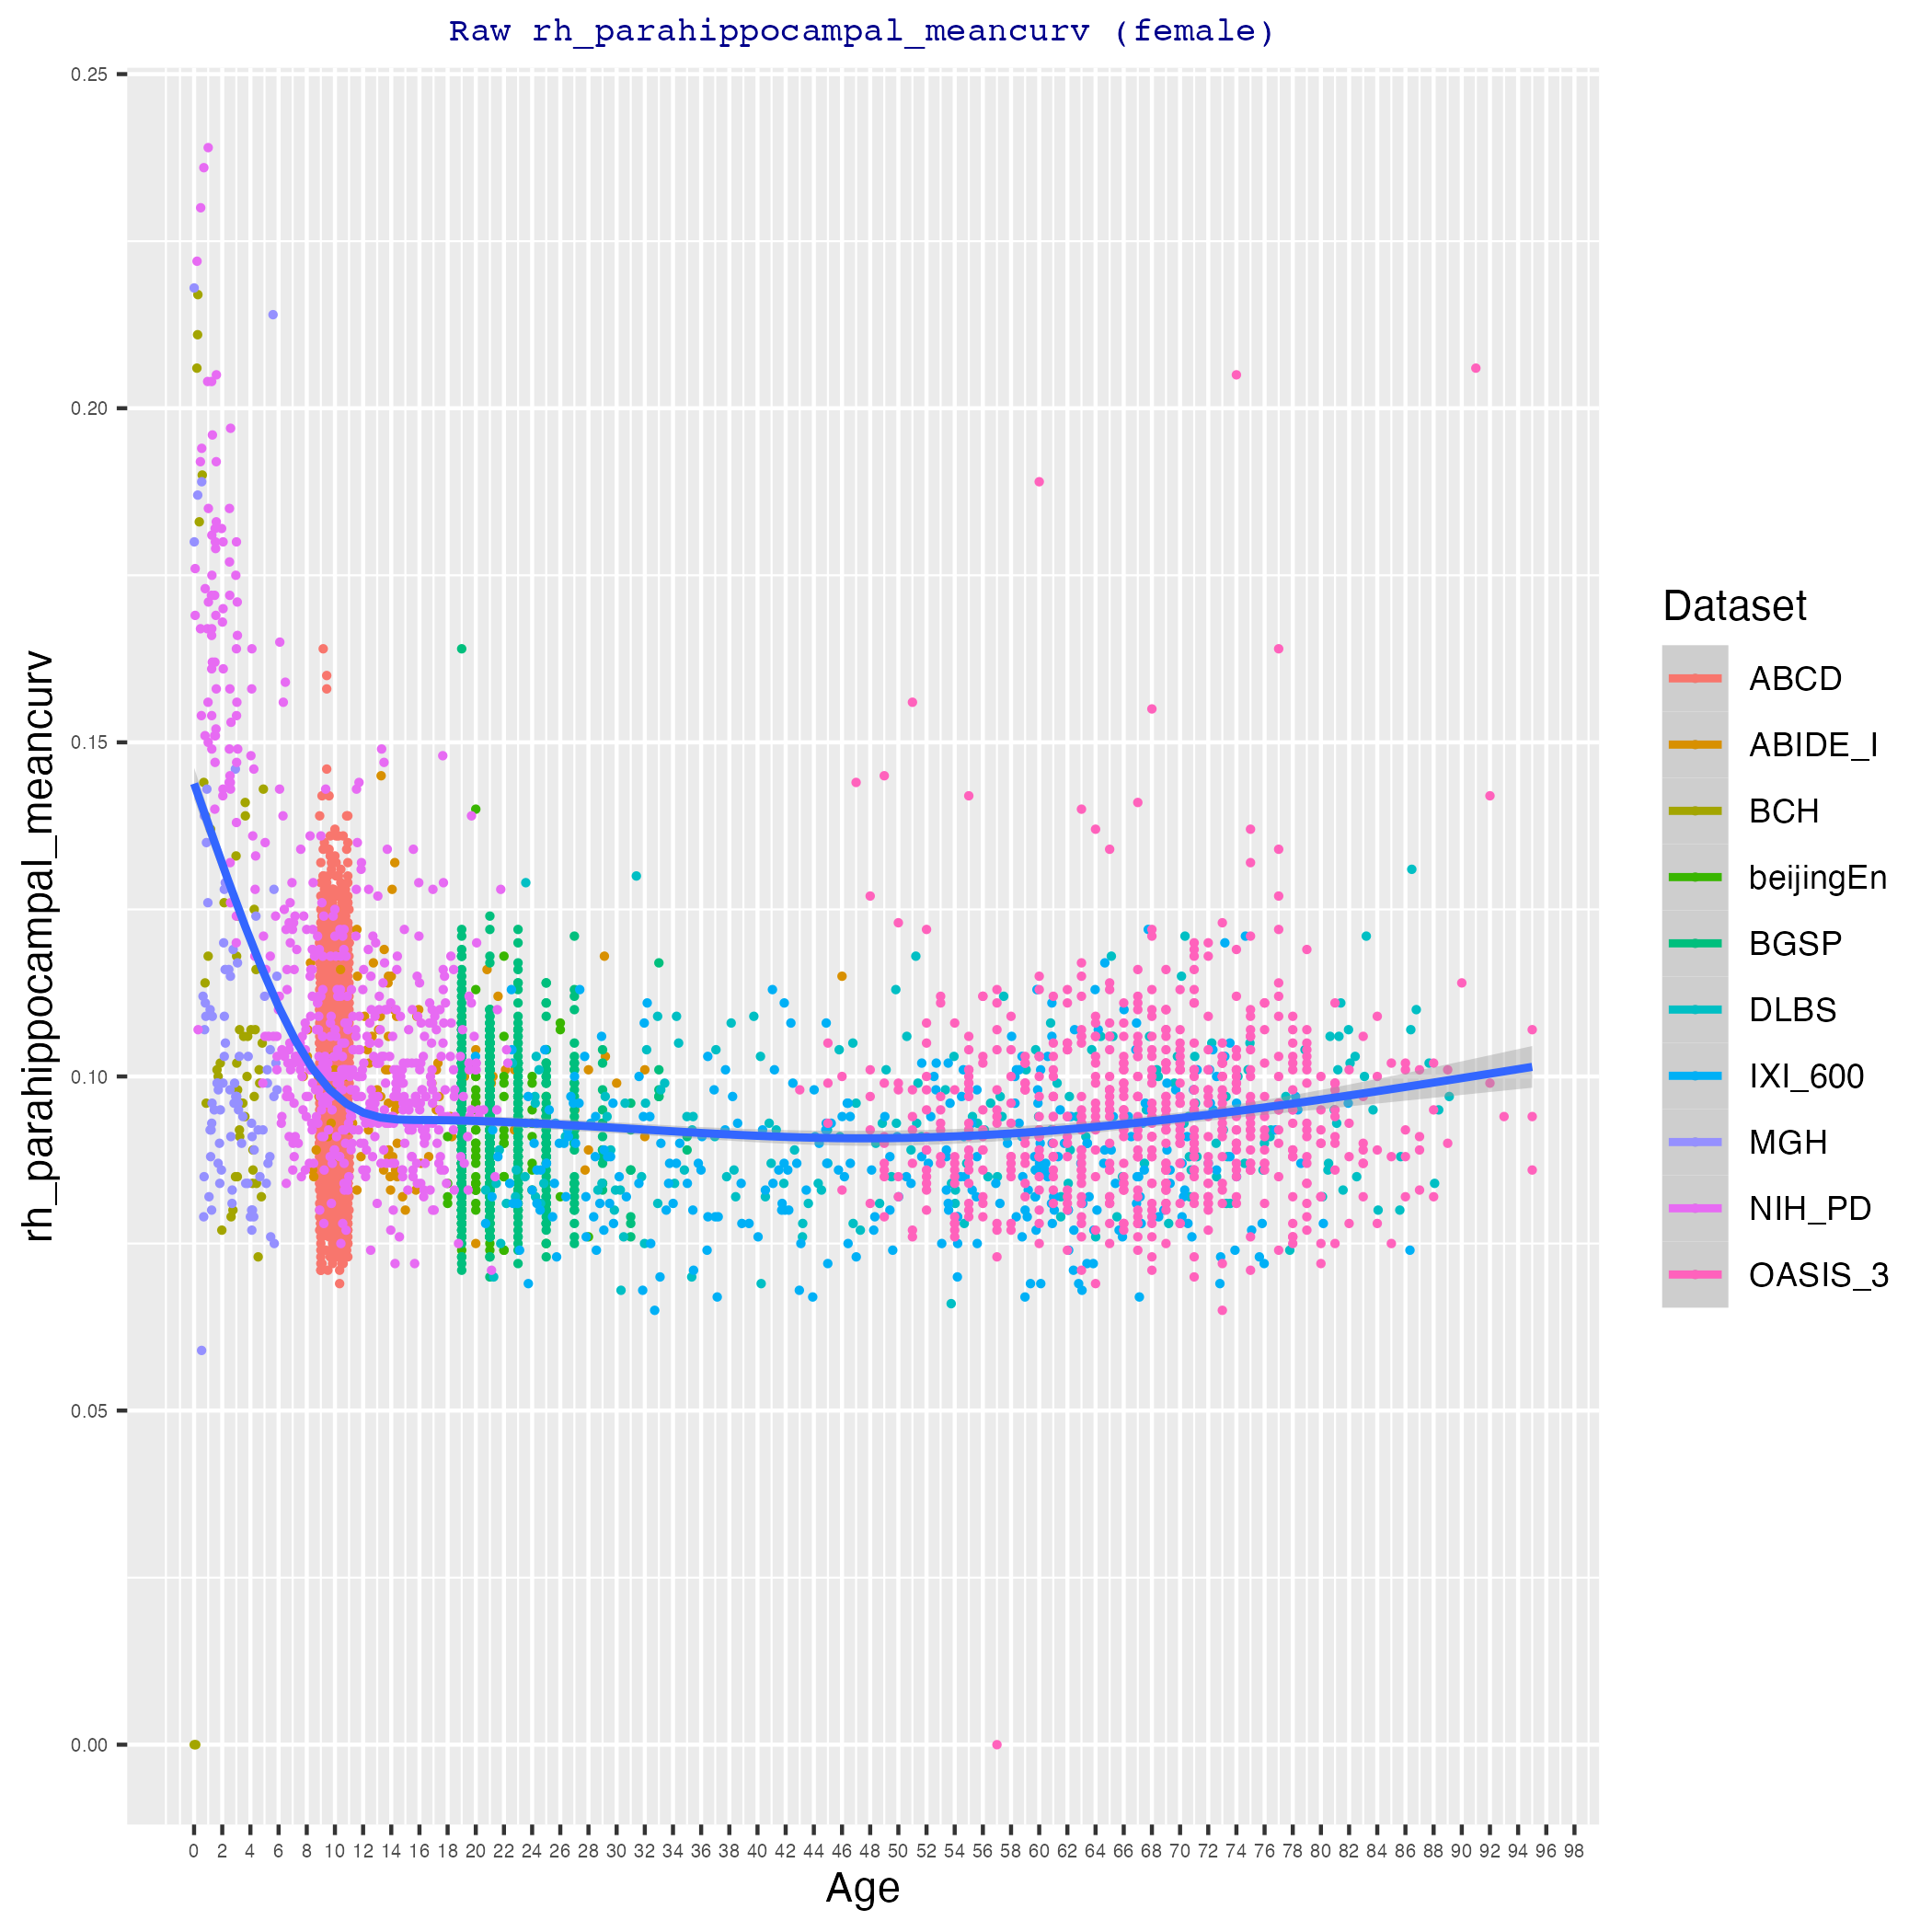 Raw rh_parahippocampal_meancurv (female)
rh_parahippocampal_meancurv
0.25
0.20
0.15
0.10
0.05
0.00
0 2 4 6 8 10 12 14 16 18 20 22 24 26 28 30 32 34 36 38 40 42 44 46 48 50 52 54 56 58 60 62 64 66 68 70 72 74 76 78 80 82 84 86 88 90 92 94 96 98
Age
Dataset
ABCD
ABIDE_I
BCH
beijingEn
BGSP
DLBS
IXI_600
MGH
NIH_PD
OASIS_3